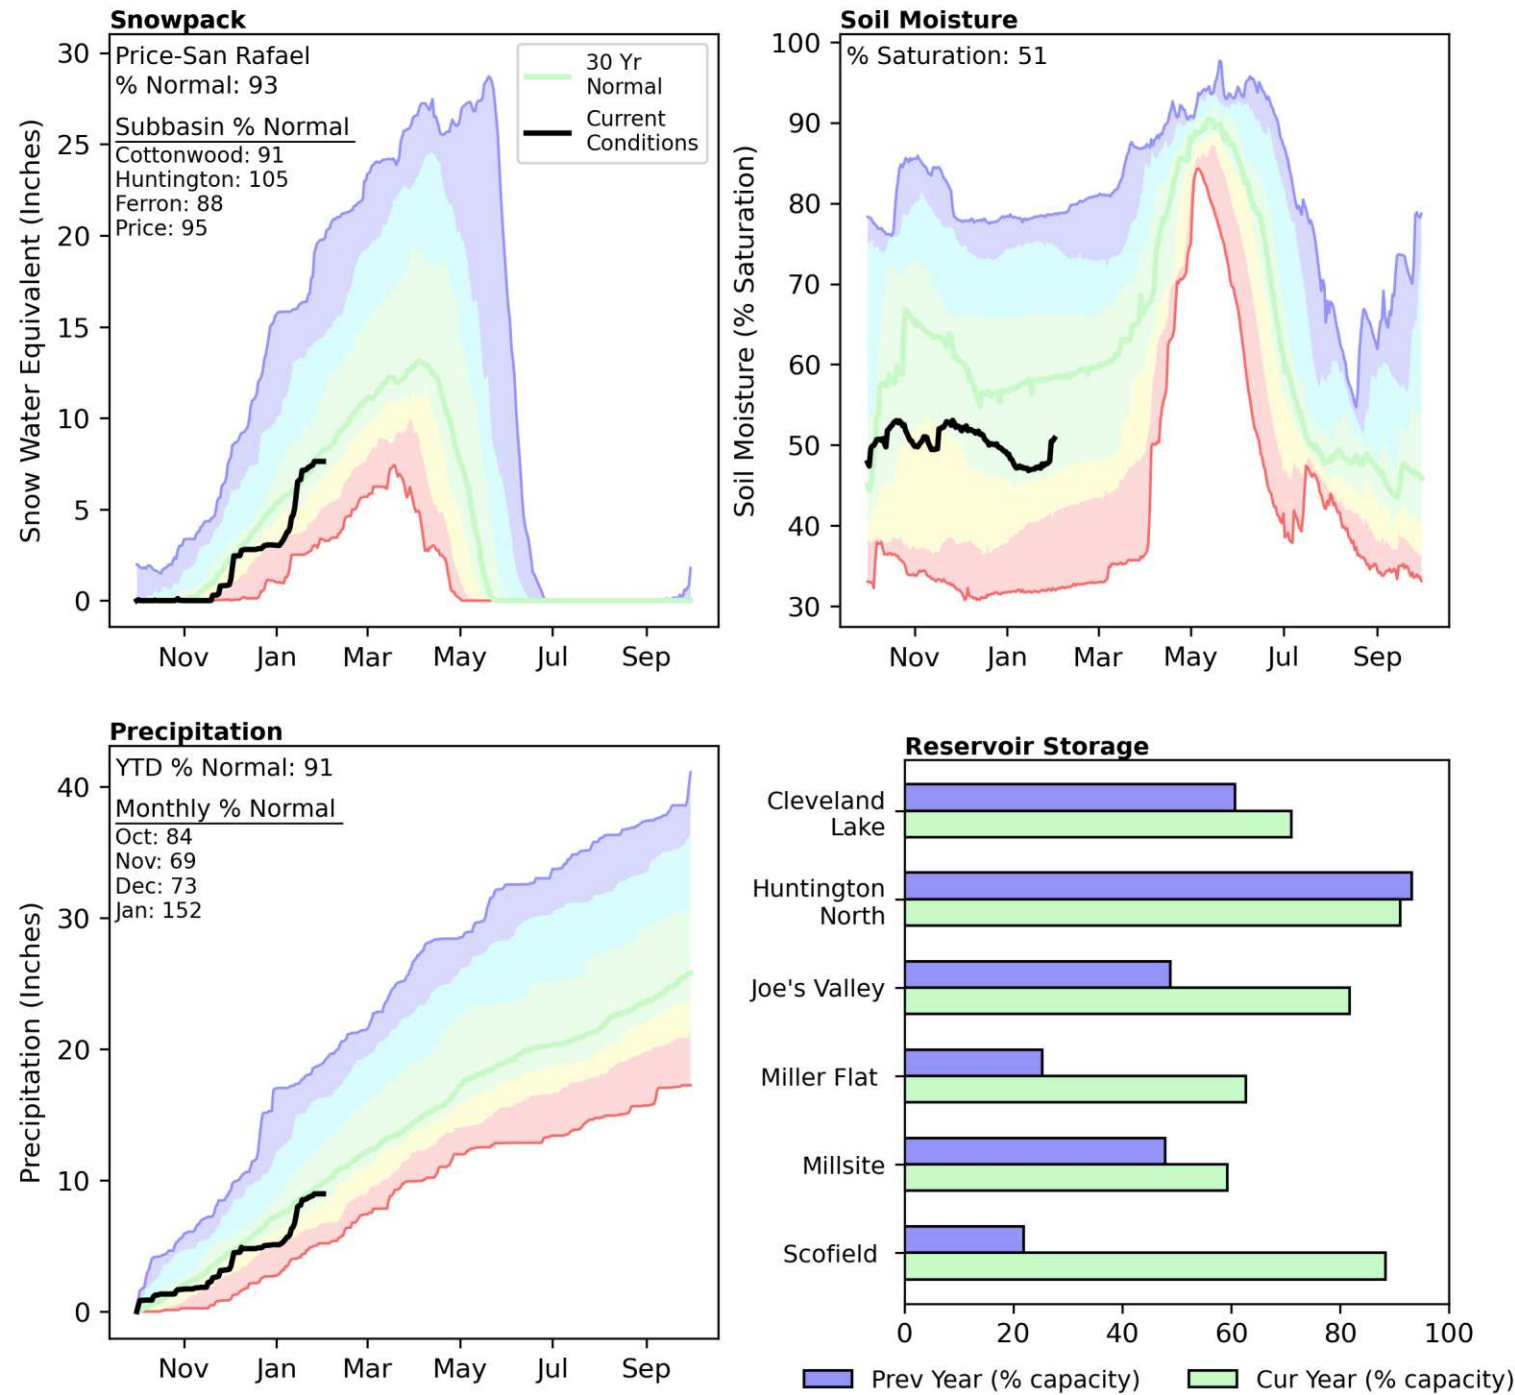 Snowpack
Price-San Rafael
% Normal: 93
Subbasin % Normal
Cottonwood: 91
Huntington: 105
Ferron: 88
Price: 95
30 Yr
Normal
Current
Conditions
Snow Water Equivalent (Inches)
30
25
20
15
10
5
0
Nov
Jan
Mar
May
Jul
Sep
Soil Moisture
% Saturation: 51
Soil Moisture (% Saturation)
100
90
80
70
60
50
40
30
Nov
Jan
Mar
May
Jul
Sep
Precipitation
YTD % Normal: 91
Monthly % Normal
Oct: 84
Nov: 69
Dec: 73
Jan: 152
Precipitation (Inches)
40
30
20
10
0
Nov
Jan
Mar
May
Jul
Sep
Reservoir Storage
Cleveland
Lake
Huntington
North
Joe's Valley
Miller Flat
Millsite
Scofield
0
20
40
60
80
100
Prev Year (% capacity)
Cur Year (% capacity)